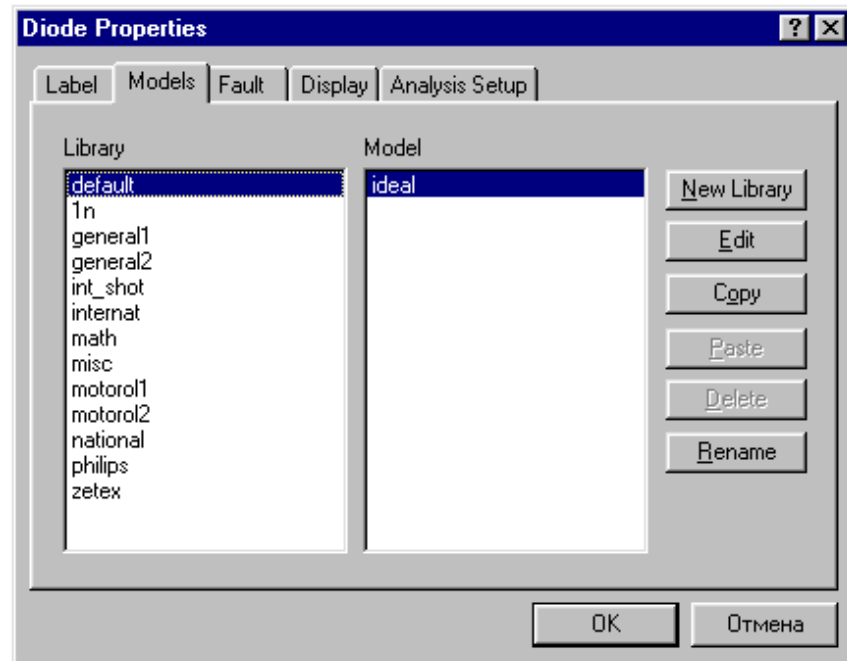 Diode Properties
Label Models Fault Display Analysis Setup
Library
default
1n
general1
general2
int_shot
internat
math
misc
motorol1
motorol2
national
philips
zetex
Model
ideal
New Library
Edit
Copy
Paste
Delete
Rename
OK Отмена